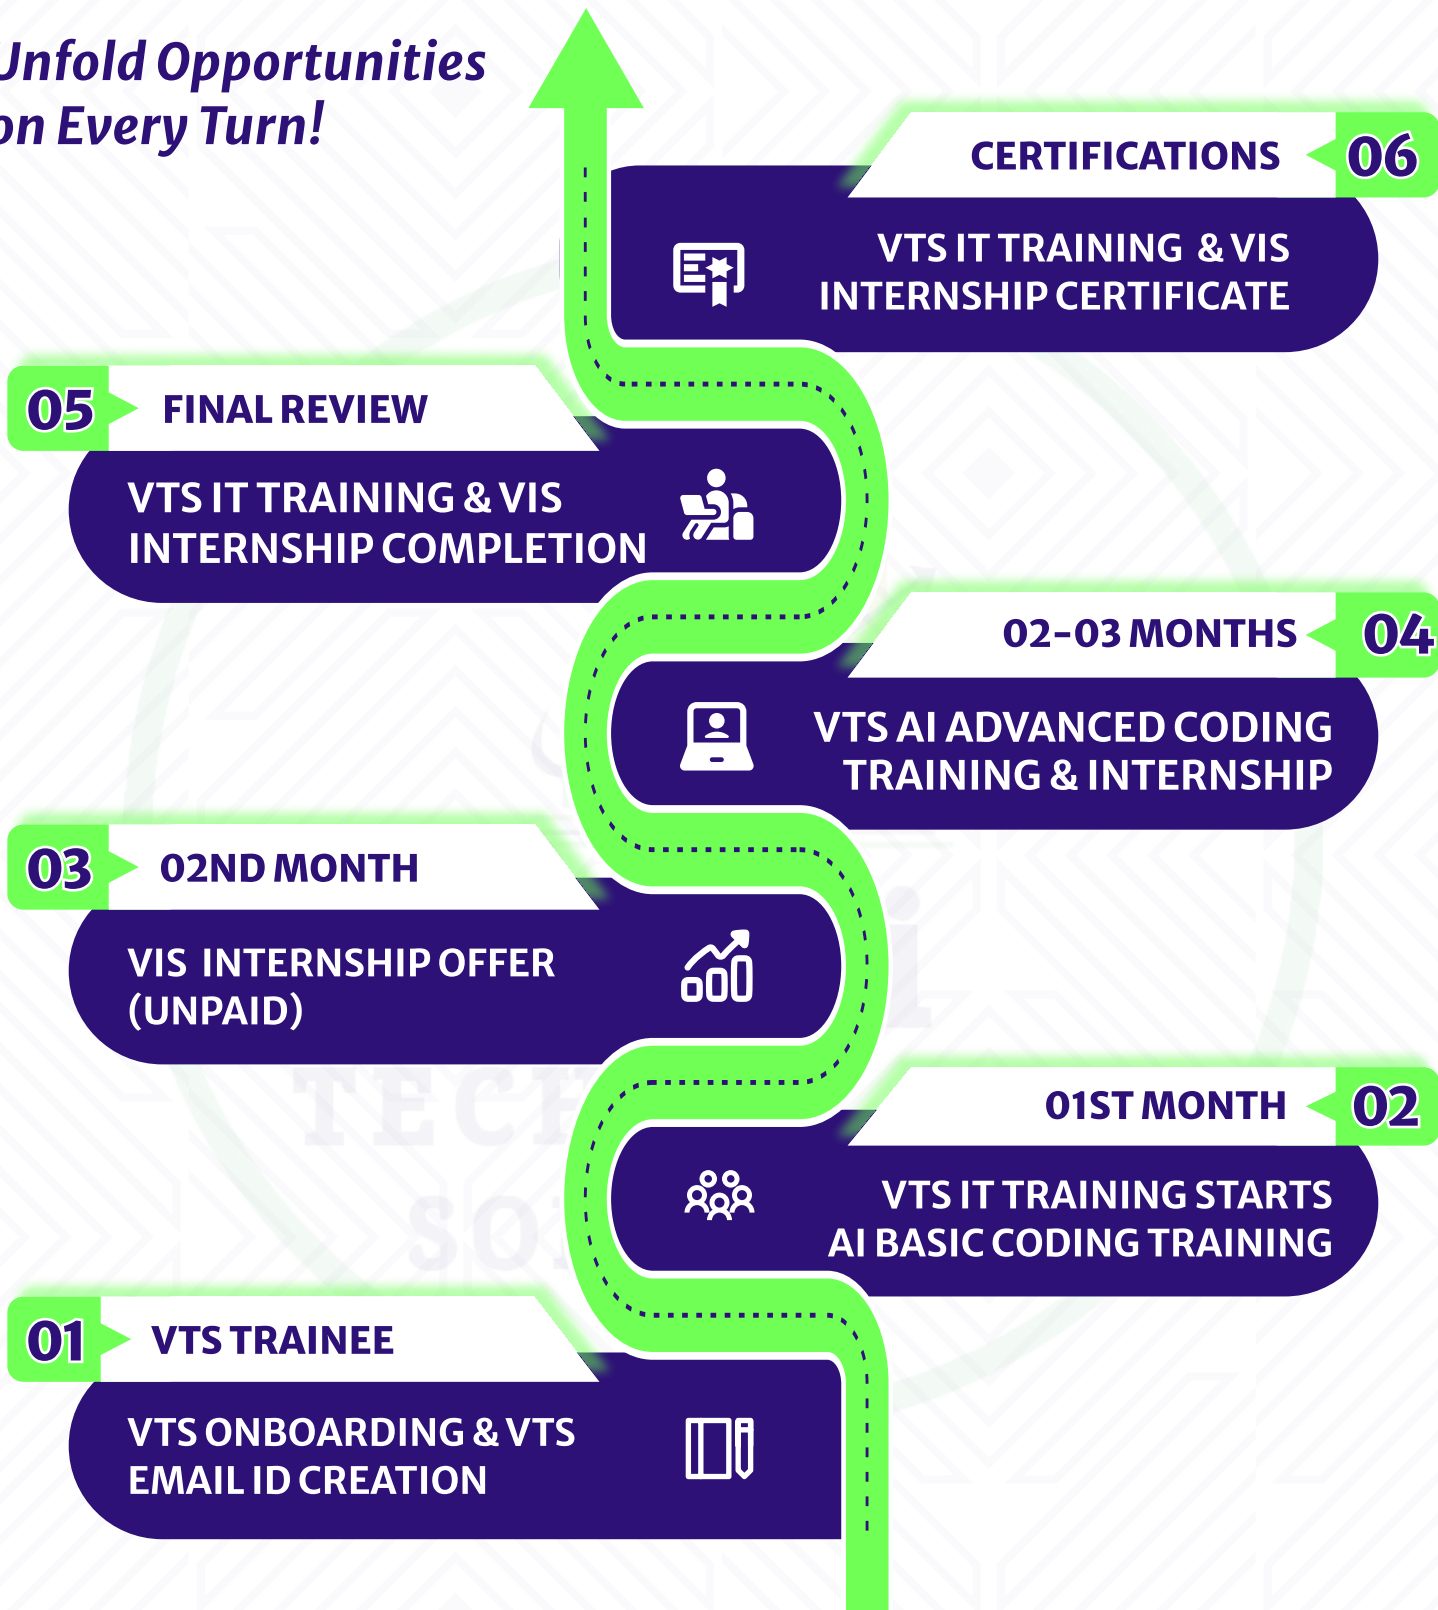 Unfold Opportunities
on Every Turn!
CERTIFICATIONS
06
VTS IT TRAINING & VIS
INTERNSHIP CERTIFICATE
05
FINAL REVIEW
VTS IT TRAINING & VIS
INTERNSHIP COMPLETION
02-03 MONTHS
04
VTS AI ADVANCED CODING
TRAINING & INTERNSHIP
03
02ND MONTH
VIS INTERNSHIP OFFER
(UNPAID)
01ST MONTH
02
VTS IT TRAINING STARTS
AI BASIC CODING TRAINING
01
VTS TRAINEE
VTS ONBOARDING & VTS
EMAIL ID CREATION